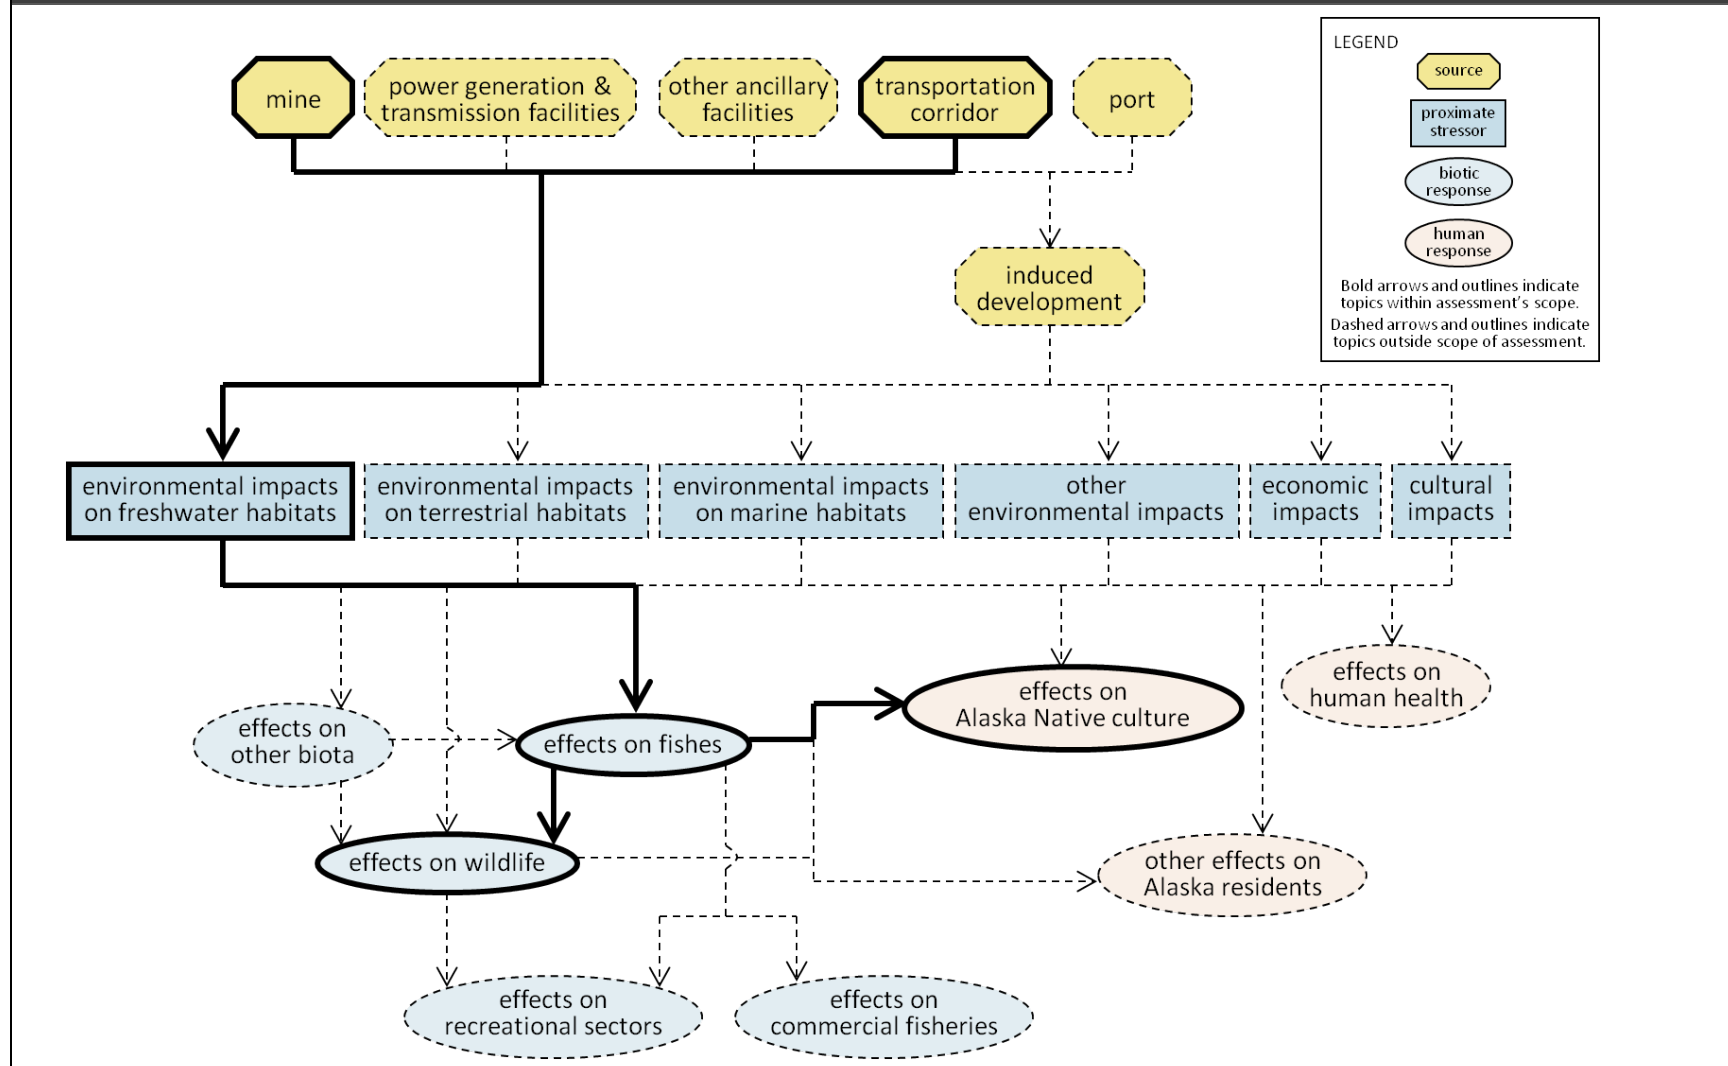 LEGEND
source
proximate
stressor
biotic
response
human
response
Bold arrows and outlines indicate
topics within assessment's scope.
Dashed arrows and outlines indicate
topics outside scope of assessment.
mine
power generation &
transmission facilities
other ancillary
facilities
transportation
corridor
port
induced
development
environmental impacts
on freshwater habitats
environmental impacts
on terrestrial habitats
environmental impacts
on marine habitats
other
environmental impacts
economic
impacts
cultural
impacts
effects on
other biota
effects on fishes
effects on
Alaska Native culture
effects on
human health
effects on wildlife
other effects on
Alaska residents
effects on
recreational sectors
effects on
commercial fisheries